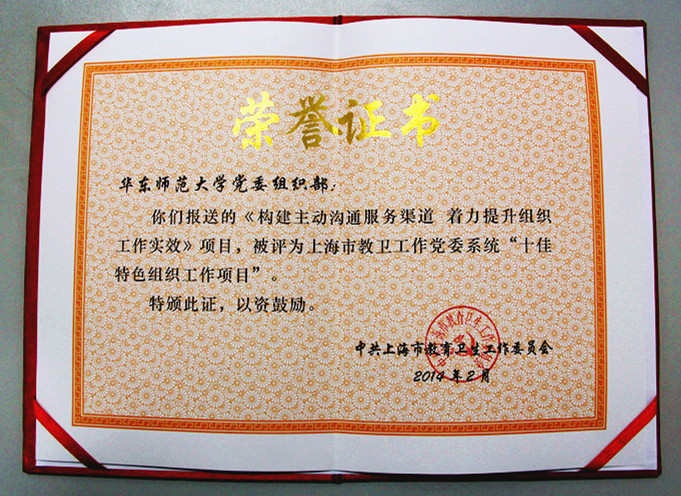 荣誉证书
华东师范大学党委组织部：
你们报送的《构建主动沟通服务渠道 着力提升组织
工作实效》项目，被评为上海市教卫工作党委系统“十佳
特色组织工作项目”。
特颁此证，以资鼓励。
中共上海市教育卫生工作委员会
2014年2月